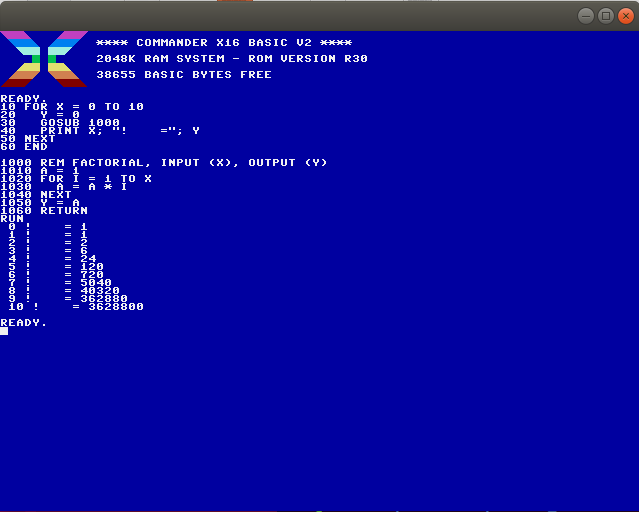 **** COMMANDER X16 BASIC V2 ****
2048K RAM SYSTEM - ROM VERSION R30
38655 BASIC BYTES FREE
READY.
10 FOR X = 0 TO 10
20   Y = 0
30   GOSUB 1000
40   PRINT X; "!    ="; Y
50 NEXT
60 END
1000 REM FACTORIAL, INPUT (X), OUTPUT (Y)
1010 A = 1
1020 FOR I = 1 TO X
1030   A = A * I
1040 NEXT
1050 Y = A
1060 RETURN
RUN
 0 !    = 1
 1 !    = 1
 2 !    = 2
 3 !    = 6
 4 !    = 24
 5 !    = 120
 6 !    = 720
 7 !    = 5040
 8 !    = 40320
 9 !    = 362880
 10 !    = 3628800
READY.